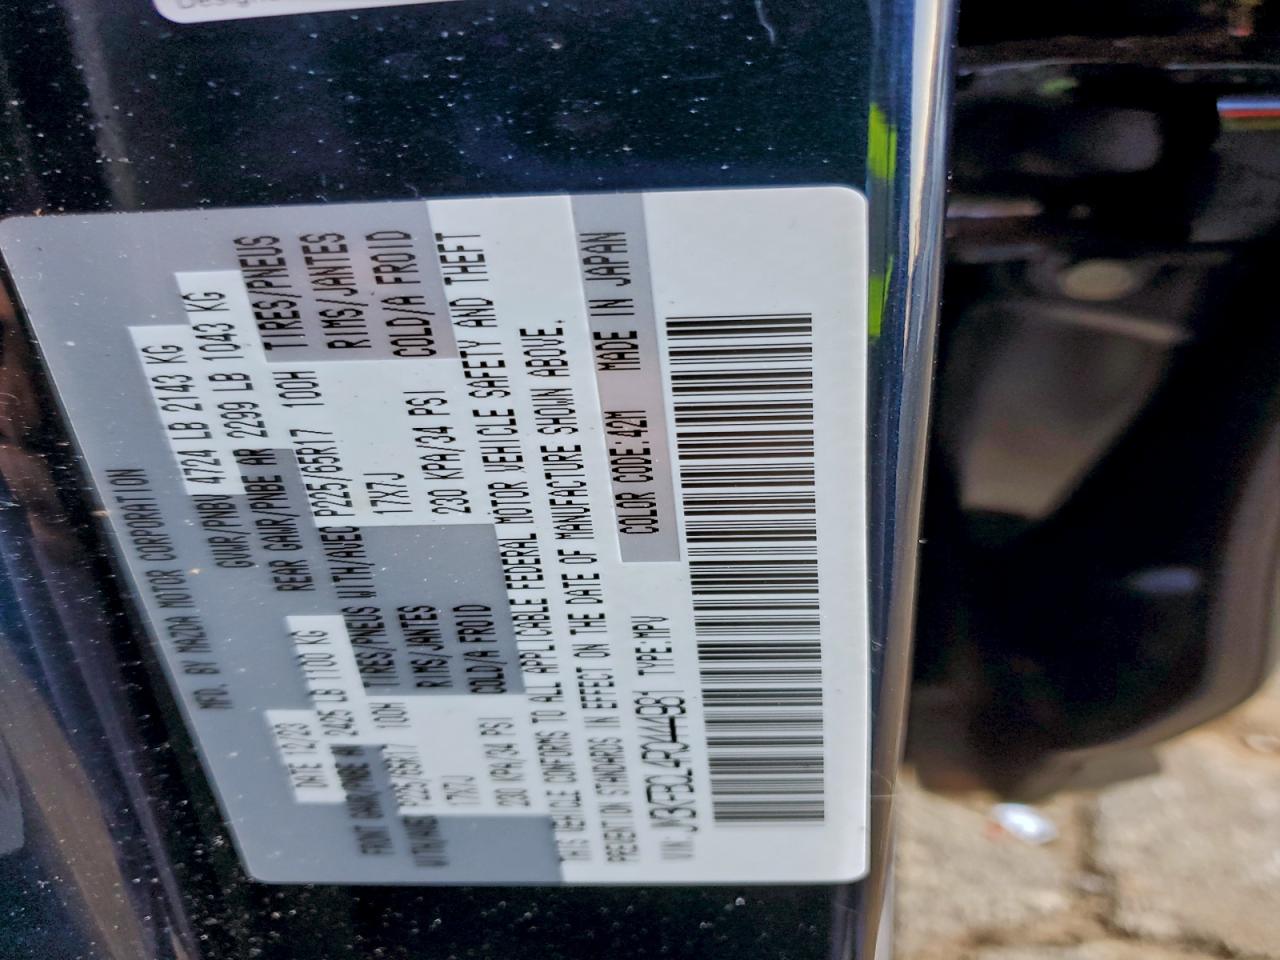 MFD. BY MAZDA MOTOR CORPORATION
DATE 12/23 GVWR/PNBV 4724 LB 2143 KG
FRONT GAWR/PNBE AV 2425 LB 1100 KG REAR GAWR/PNBE AR 2299 LB 1043 KG
WITH/AVEC P225/65R17 100H TIRES/PNEUS WITH/AVEC P225/65R17 100H TIRES/PNEUS
17X7J RIMS/JANTES 17X7J RIMS/JANTES
230 KPA/34 PSI COLD/A FROID 230 KPA/34 PSI COLD/A FROID
THIS VEHICLE CONFORMS TO ALL APPLICABLE FEDERAL MOTOR VEHICLE SAFETY AND THEFT
PREVENTION STANDARDS IN EFFECT ON THE DATE OF MANUFACTURE SHOWN ABOVE.
VIN: TYPE:MPV COLOR CODE:42M MADE IN JAPAN